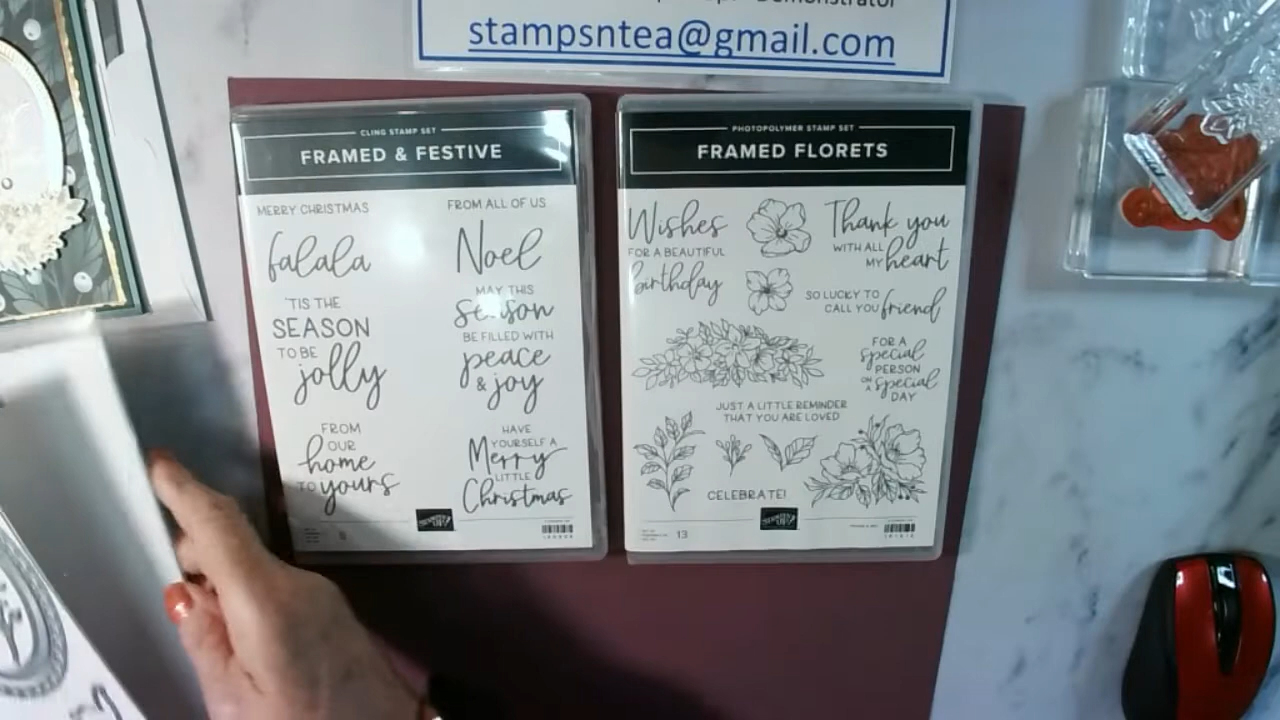 Demonstrator
stampsntea@gmail.com
CLING STAMP SET
FRAMED & FESTIVE
MERRY CHRISTMAS
falala
'TIS THE
SEASON
TO BE
jolly
FROM
OUR
home
TO yours
FROM ALL OF US
Noel
MAY THIS
season
BE FILLED WITH
peace
& joy
HAVE
YOURSELF A
Merry
LITTLE
Christmas
8
PHOTOPOLYMER STAMP SET
FRAMED FLORETS
Wishes
FOR A BEAUTIFUL
birthday
Thank you
WITH ALL
MY heart
SO LUCKY TO
CALL YOU friend
FOR A
special
PERSON
ON A special
DAY
JUST A LITTLE REMINDER
THAT YOU ARE LOVED
CELEBRATE!
STAMPIN' UP!
13